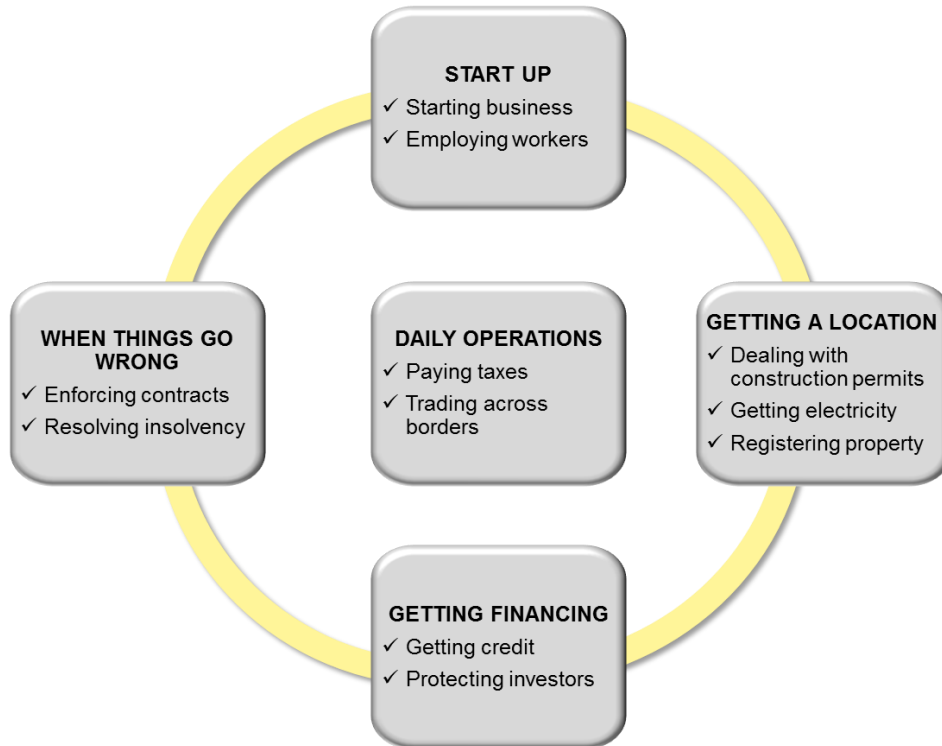 START UP
✓ Starting business
✓ Employing workers
WHEN THINGS GO
WRONG
✓ Enforcing contracts
✓ Resolving insolvency
DAILY OPERATIONS
✓ Paying taxes
✓ Trading across
borders
GETTING A LOCATION
✓ Dealing with
construction permits
✓ Getting electricity
✓ Registering property
GETTING FINANCING
✓ Getting credit
✓ Protecting investors